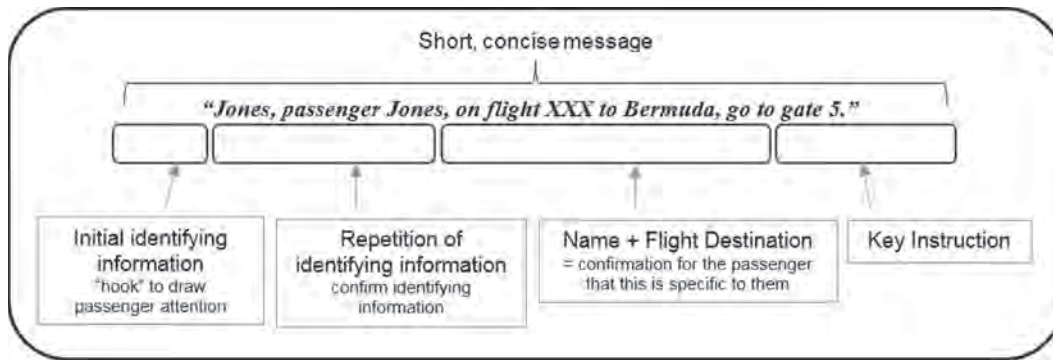 Short, concise message
“Jones, passenger Jones, on flight XXX to Bermuda, go to gate 5.”
Initial identifying
information
“hook” to draw
passenger attention
Repetition of
identifying information
confirm identifying
information
Name + Flight Destination
= confirmation for the passenger
that this is specific to them
Key Instruction